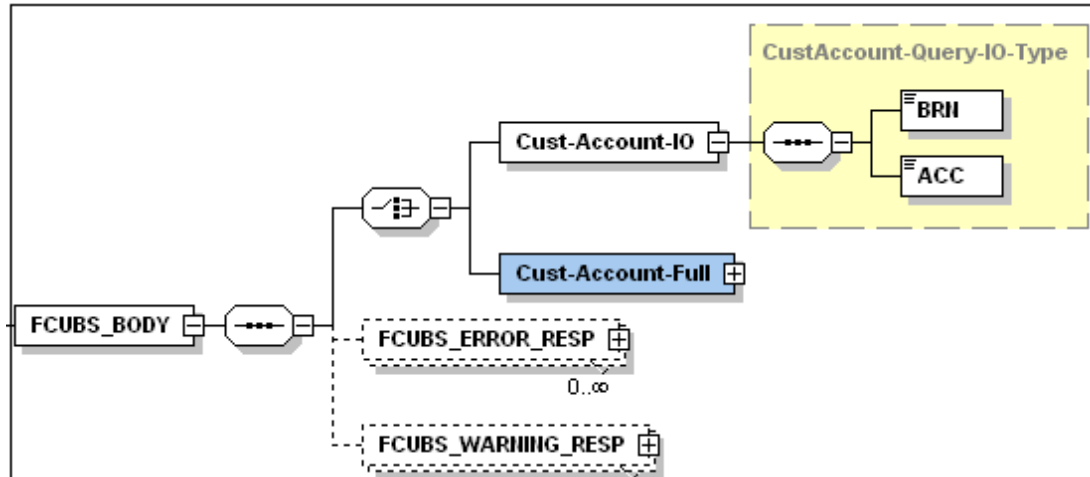 CustAccount-Query-IO-Type
BRN
Cust-Account-IO
ACC
Cust-Account-Full
FCUBS_BODY
FCUBS_ERROR_RESP
0..∞
FCUBS_WARNING_RESP